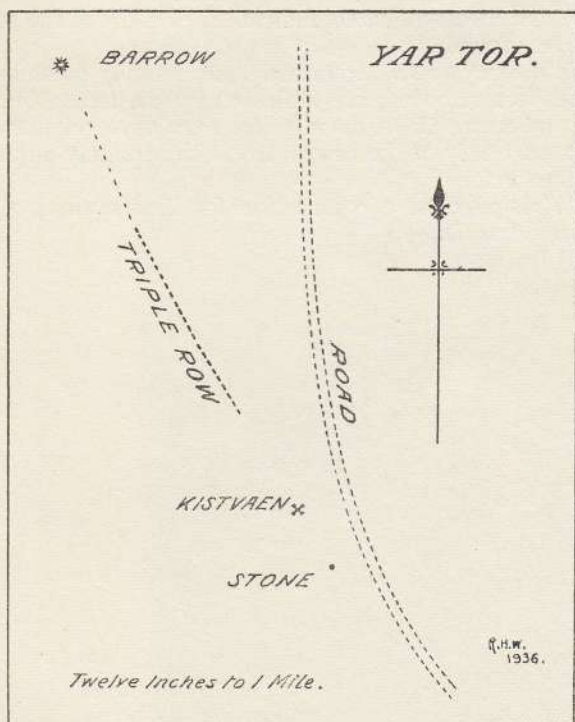 BARROW
YAR TOR.
TRIPLE ROW
ROAD
KISTVAEN
STONE
R.H.W.
1936.
Twelve Inches to 1 Mile.